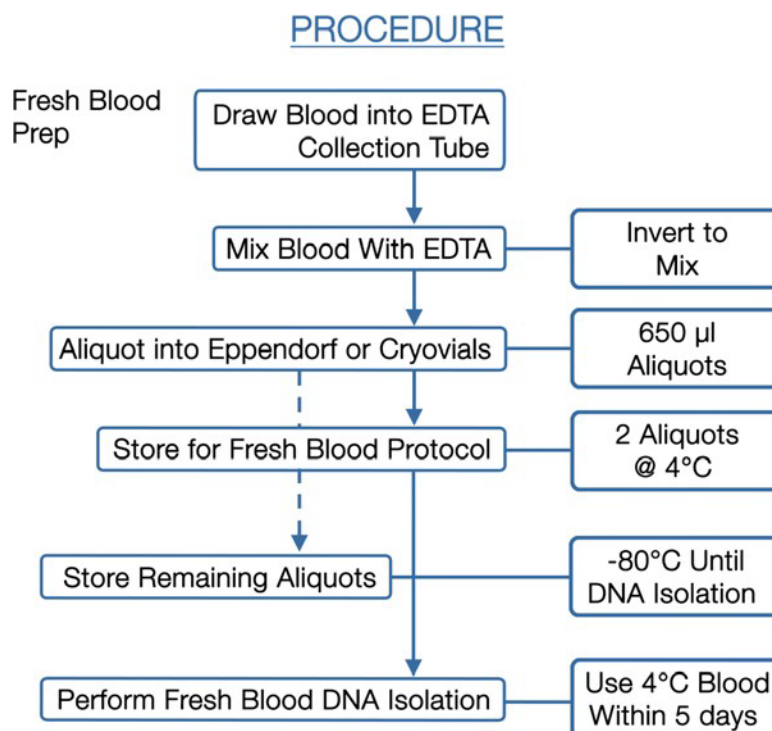 PROCEDURE
Fresh Blood
Prep
Draw Blood into EDTA
Collection Tube
Mix Blood With EDTA
Invert to
Mix
Aliquot into Eppendorf or Cryovials
650 µl
Aliquots
Store for Fresh Blood Protocol
2 Aliquots
@ 4°C
Store Remaining Aliquots
-80°C Until
DNA Isolation
Perform Fresh Blood DNA Isolation
Use 4°C Blood
Within 5 days